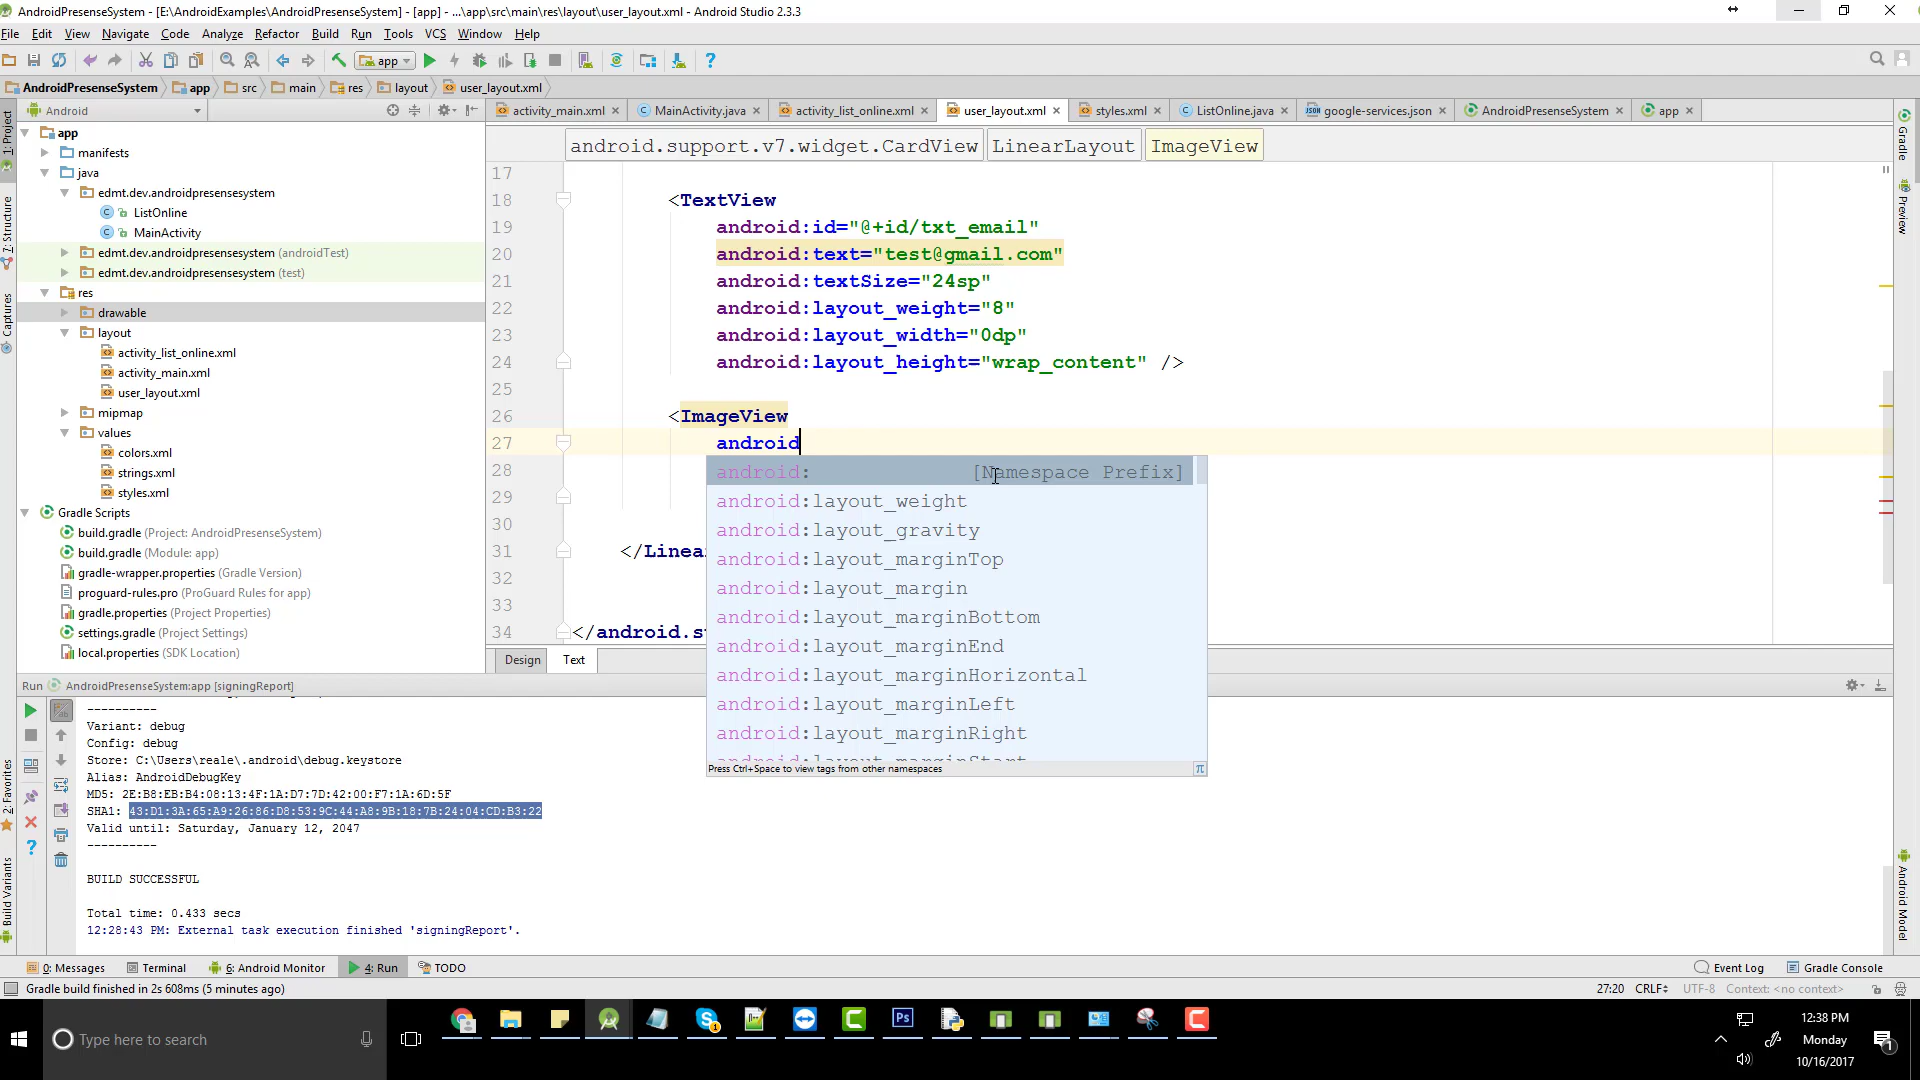 AndroidPresenseSystem - [E:\AndroidExamples\AndroidPresenseSystem] - [app] - ...\app\src\main\res\layout\user_layout.xml - Android Studio 2.3.3
File Edit View Navigate Code Analyze Refactor Build Run Tools VCS Window Help
app
AndroidPresenseSystem app src main res layout user_layout.xml
Android
activity_main.xml MainActivity.java activity_list_online.xml user_layout.xml styles.xml ListOnline.java google-services.json AndroidPresenseSystem app
android.support.v7.widget.CardView LinearLayout ImageView
1: Project
7: Structure
Captures
2: Favorites
Build Variants
app
manifests
java
edmt.dev.androidpresensesystem
ListOnline
MainActivity
edmt.dev.androidpresensesystem (androidTest)
edmt.dev.androidpresensesystem (test)
res
drawable
layout
activity_list_online.xml
activity_main.xml
user_layout.xml
mipmap
values
colors.xml
strings.xml
styles.xml
Gradle Scripts
build.gradle (Project: AndroidPresenseSystem)
build.gradle (Module: app)
gradle-wrapper.properties (Gradle Version)
proguard-rules.pro (ProGuard Rules for app)
gradle.properties (Project Properties)
settings.gradle (Project Settings)
local.properties (SDK Location)
17
18 <TextView
19 android:id="@+id/txt_email"
20 android:text="test@gmail.com"
21 android:textSize="24sp"
22 android:layout_weight="8"
23 android:layout_width="0dp"
24 android:layout_height="wrap_content" />
25
26 <ImageView
27 android
28
29
30
31 </Linea
32
33
34 </android.s
android: [Namespace Prefix]
android:layout_weight
android:layout_gravity
android:layout_marginTop
android:layout_margin
android:layout_marginBottom
android:layout_marginEnd
android:layout_marginHorizontal
android:layout_marginLeft
android:layout_marginRight
android:layout_marginStart
Press Ctrl+Space to view tags from other namespaces π
Design Text
Gradle
Preview
Android Model
Run AndroidPresenseSystem:app [signingReport]
----------
Variant: debug
Config: debug
Store: C:\Users\reale\.android\debug.keystore
Alias: AndroidDebugKey
MD5: 2E:B8:EB:B4:08:13:4F:1A:D7:7D:42:00:F7:1A:6D:5F
SHA1: 43:D1:3A:65:A9:26:86:D8:53:9C:44:A8:9B:18:7B:24:04:CD:B3:22
Valid until: Saturday, January 12, 2047
----------
BUILD SUCCESSFUL
Total time: 0.433 secs
12:28:43 PM: External task execution finished 'signingReport'.
0: Messages Terminal 6: Android Monitor 4: Run TODO Event Log Gradle Console
Gradle build finished in 2s 608ms (5 minutes ago) 27:20 CRLF UTF-8 Context: <no context>
Type here to search
12:38 PM
Monday
10/16/2017